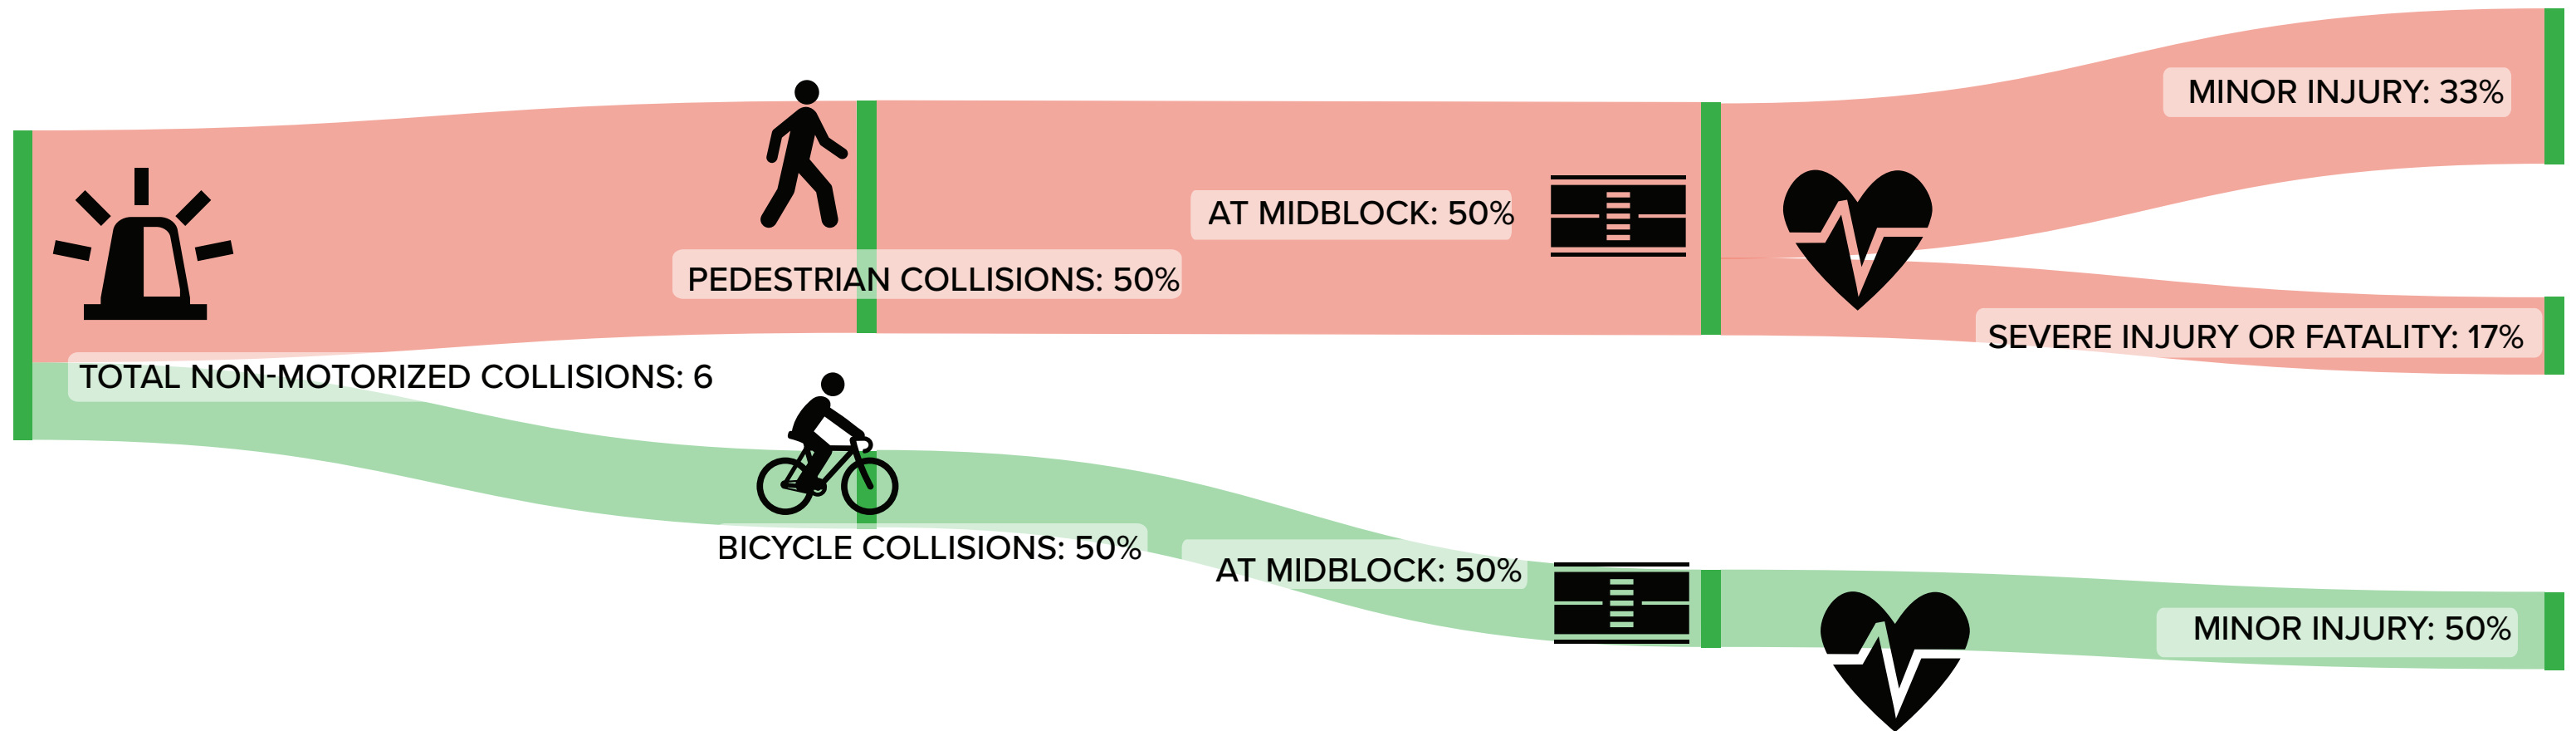 MINOR INJURY: 33%
AT MIDBLOCK: 50%
PEDESTRIAN COLLISIONS: 50%
SEVERE INJURY OR FATALITY: 17%
TOTAL NON-MOTORIZED COLLISIONS: 6
BICYCLE COLLISIONS: 50%
AT MIDBLOCK: 50%
MINOR INJURY: 50%